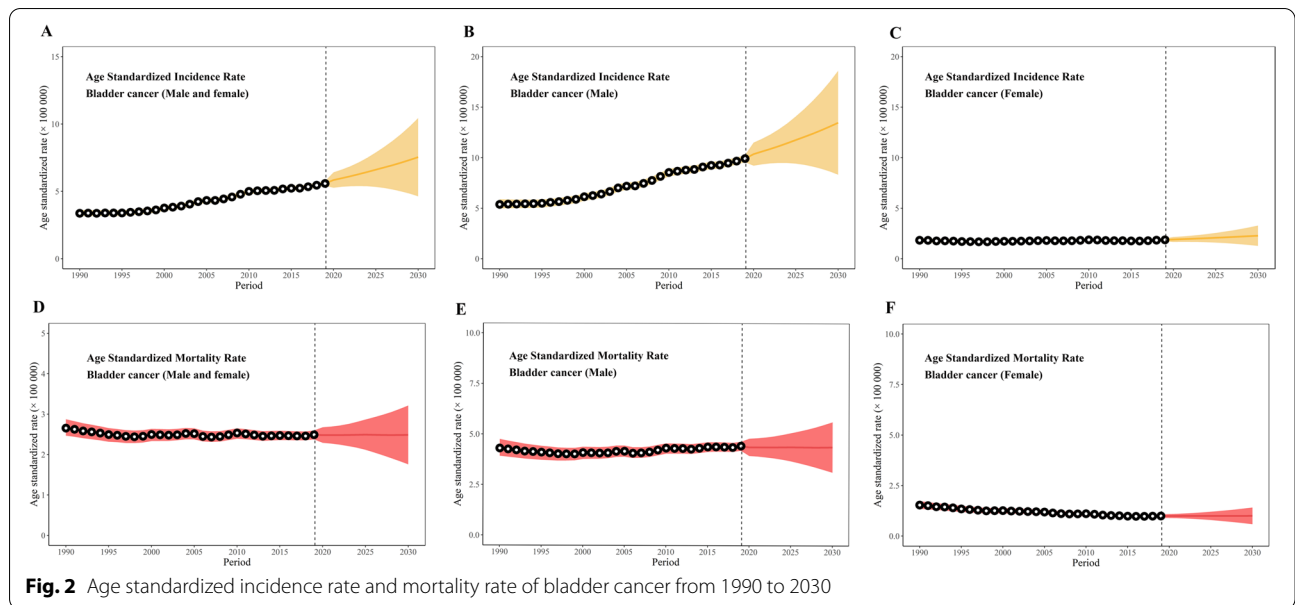 A
Age standardized rate (× 100 000)
15
10
5
0
Age Standardized Incidence Rate
Bladder cancer (Male and female)
1990 1995 2000 2005 2010 2015 2020 2025 2030
Period
B
Age standardized rate (× 100 000)
20
15
10
5
0
Age Standardized Incidence Rate
Bladder cancer (Male)
1990 1995 2000 2005 2010 2015 2020 2025 2030
Period
C
Age standardized rate (× 100 000)
20
15
10
5
0
Age Standardized Incidence Rate
Bladder cancer (Female)
1990 1995 2000 2005 2010 2015 2020 2025 2030
Period
D
Age standardized rate (× 100 000)
5
4
3
2
1
0
Age Standardized Mortality Rate
Bladder cancer (Male and female)
1990 1995 2000 2005 2010 2015 2020 2025 2030
Period
E
Age standardized rate (× 100 000)
10.0
7.5
5.0
2.5
0.0
Age Standardized Mortality Rate
Bladder cancer (Male)
1990 1995 2000 2005 2010 2015 2020 2025 2030
Period
F
Age standardized rate (× 100 000)
10.0
7.5
5.0
2.5
0.0
Age Standardized Mortality Rate
Bladder cancer (Female)
1990 1995 2000 2005 2010 2015 2020 2025 2030
Period
Fig. 2 Age standardized incidence rate and mortality rate of bladder cancer from 1990 to 2030